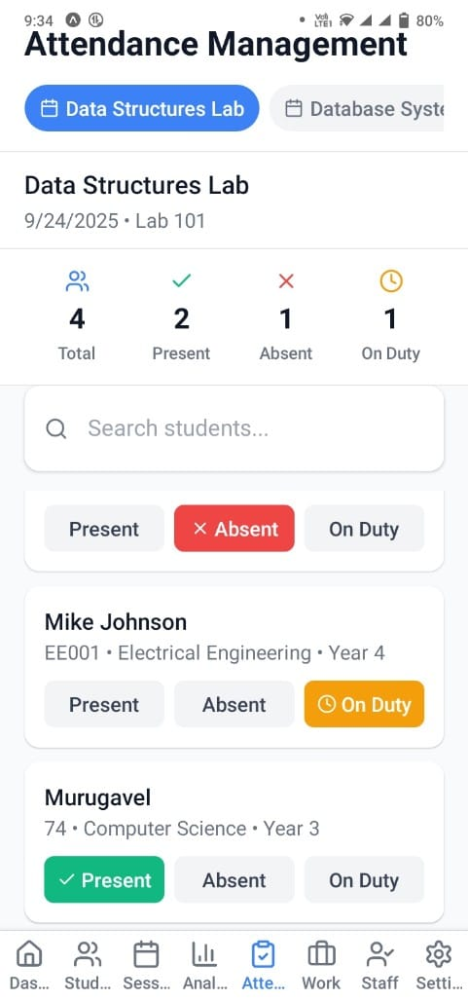 9:34
VoLTE1 80%
Attendance Management
Data Structures Lab Database Syste
Data Structures Lab
9/24/2025 • Lab 101
4 2 1 1
Total Present Absent On Duty
Search students...
Present Absent On Duty
Mike Johnson
EE001 • Electrical Engineering • Year 4
Present Absent On Duty
Murugavel
74 • Computer Science • Year 3
Present Absent On Duty
Das... Stud... Sess... Anal... Atte... Work Staff Setti...